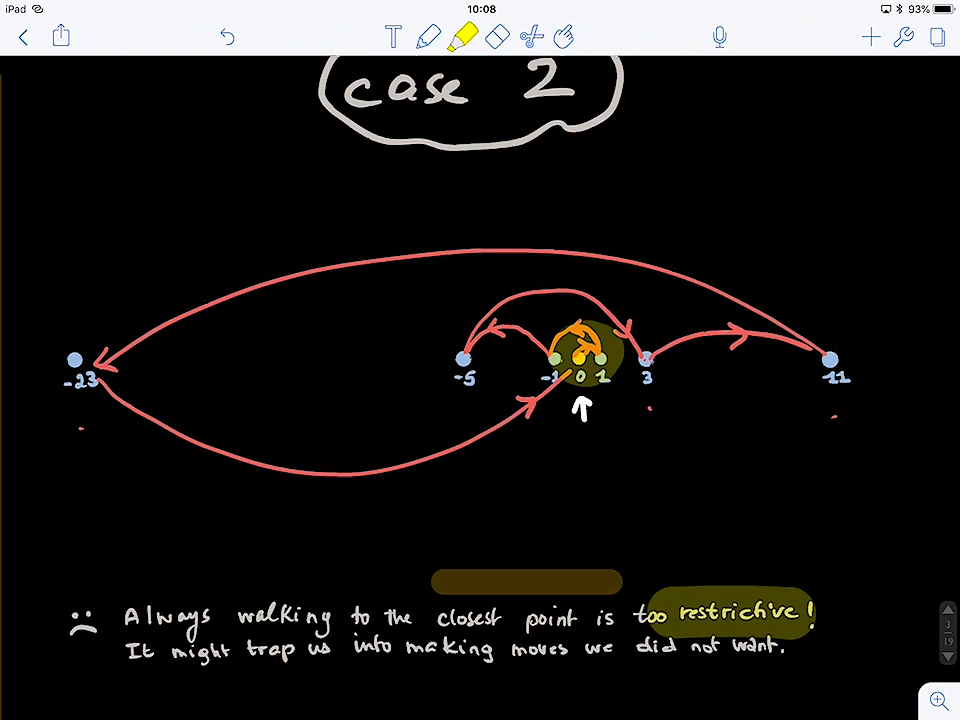 iPad 10:08 93%
T
case 2
-23 -5 -1 0 1 3 11
Always walking to the closest point is too restrictive!
It might trap us into making moves we did not want.
3
19